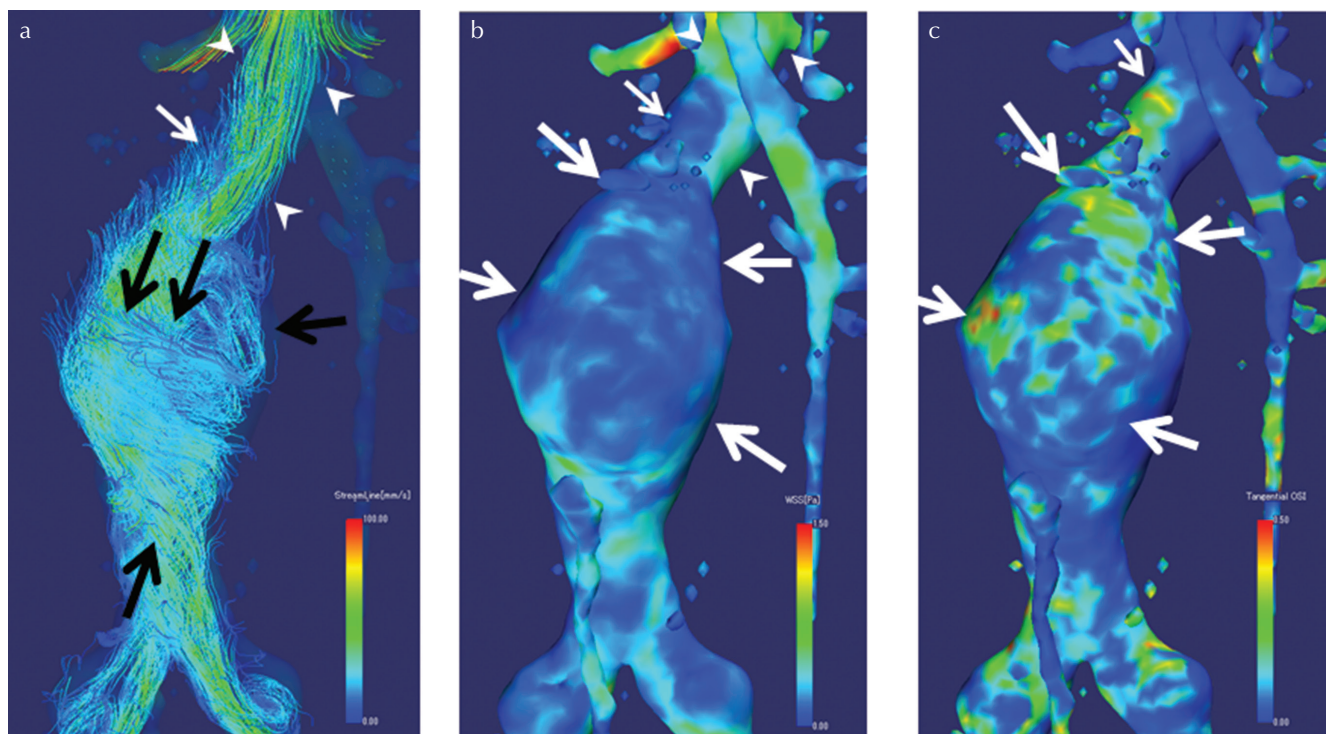 a
b
c
StreamLine[mm/s]
100.00
0.00
WSS[Pa]
1.50
0.00
Tangential OSI
0.50
0.00